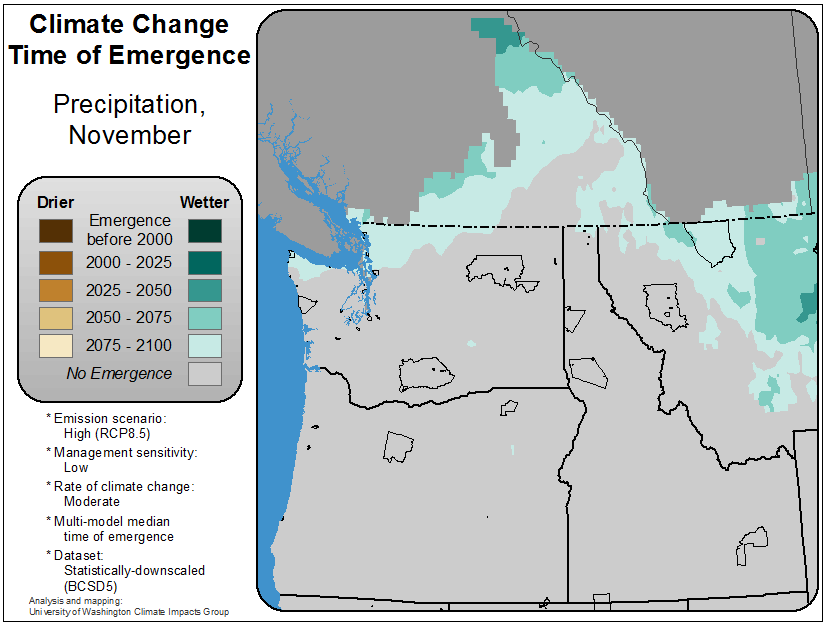 Climate Change
Time of Emergence
Precipitation,
November
Drier
Wetter
Emergence
before 2000
2000 - 2025
2025 - 2050
2050 - 2075
2075 - 2100
No Emergence
* Emission scenario:
High (RCP8.5)
* Management sensitivity:
Low
* Rate of climate change:
Moderate
* Multi-model median
time of emergence
* Dataset:
Statistically-downscaled
(BCSD5)
Analysis and mapping:
University of Washington Climate Impacts Group